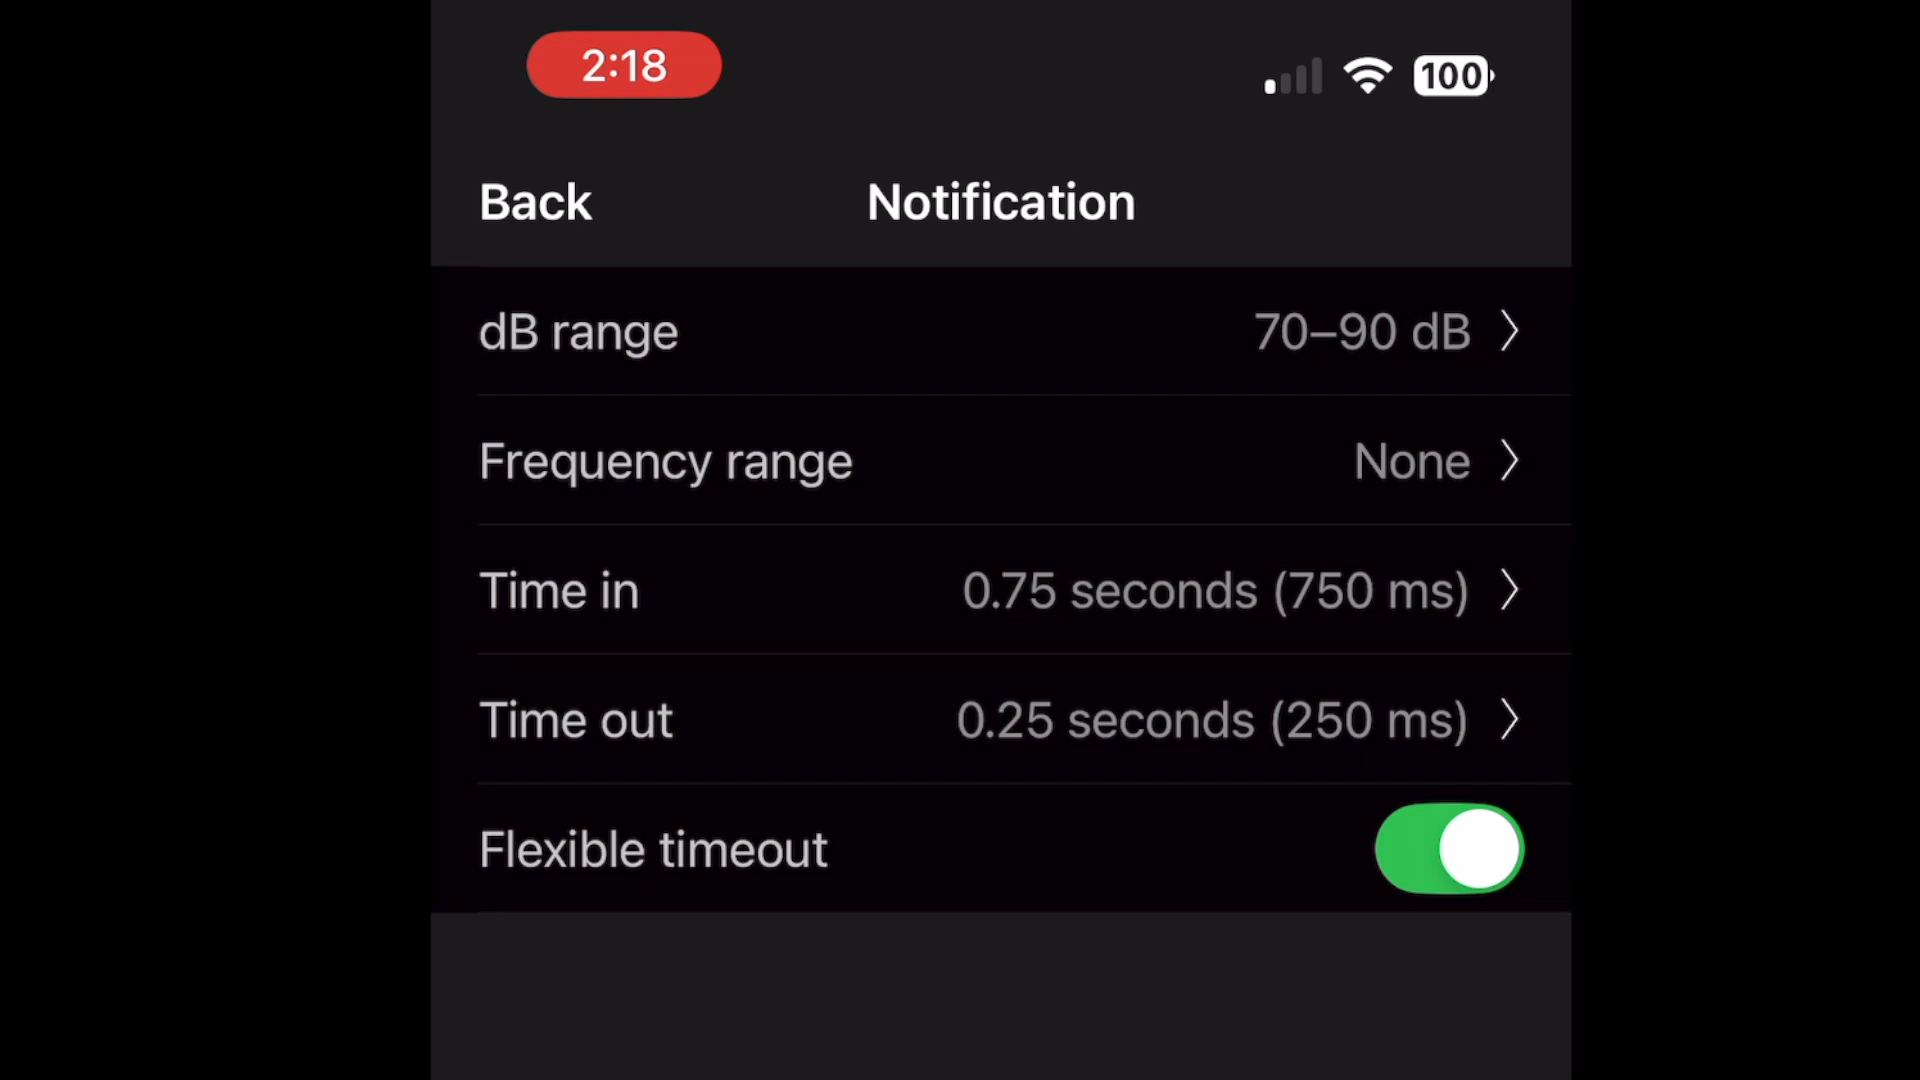 2:18
100
Back Notification
dB range 70–90 dB
Frequency range None
Time in 0.75 seconds (750 ms)
Time out 0.25 seconds (250 ms)
Flexible timeout